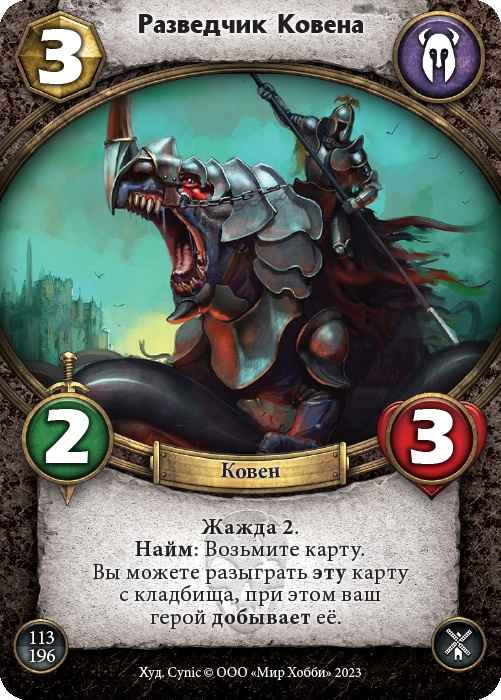 Разведчик Ковена
3
2
3
Ковен
Жажда 2.
Найм: Возьмите карту.
Вы можете разыграть эту карту
с кладбища, при этом ваш
герой добывает её.
113
196
Худ. Cynic © ООО «Мир Хобби» 2023